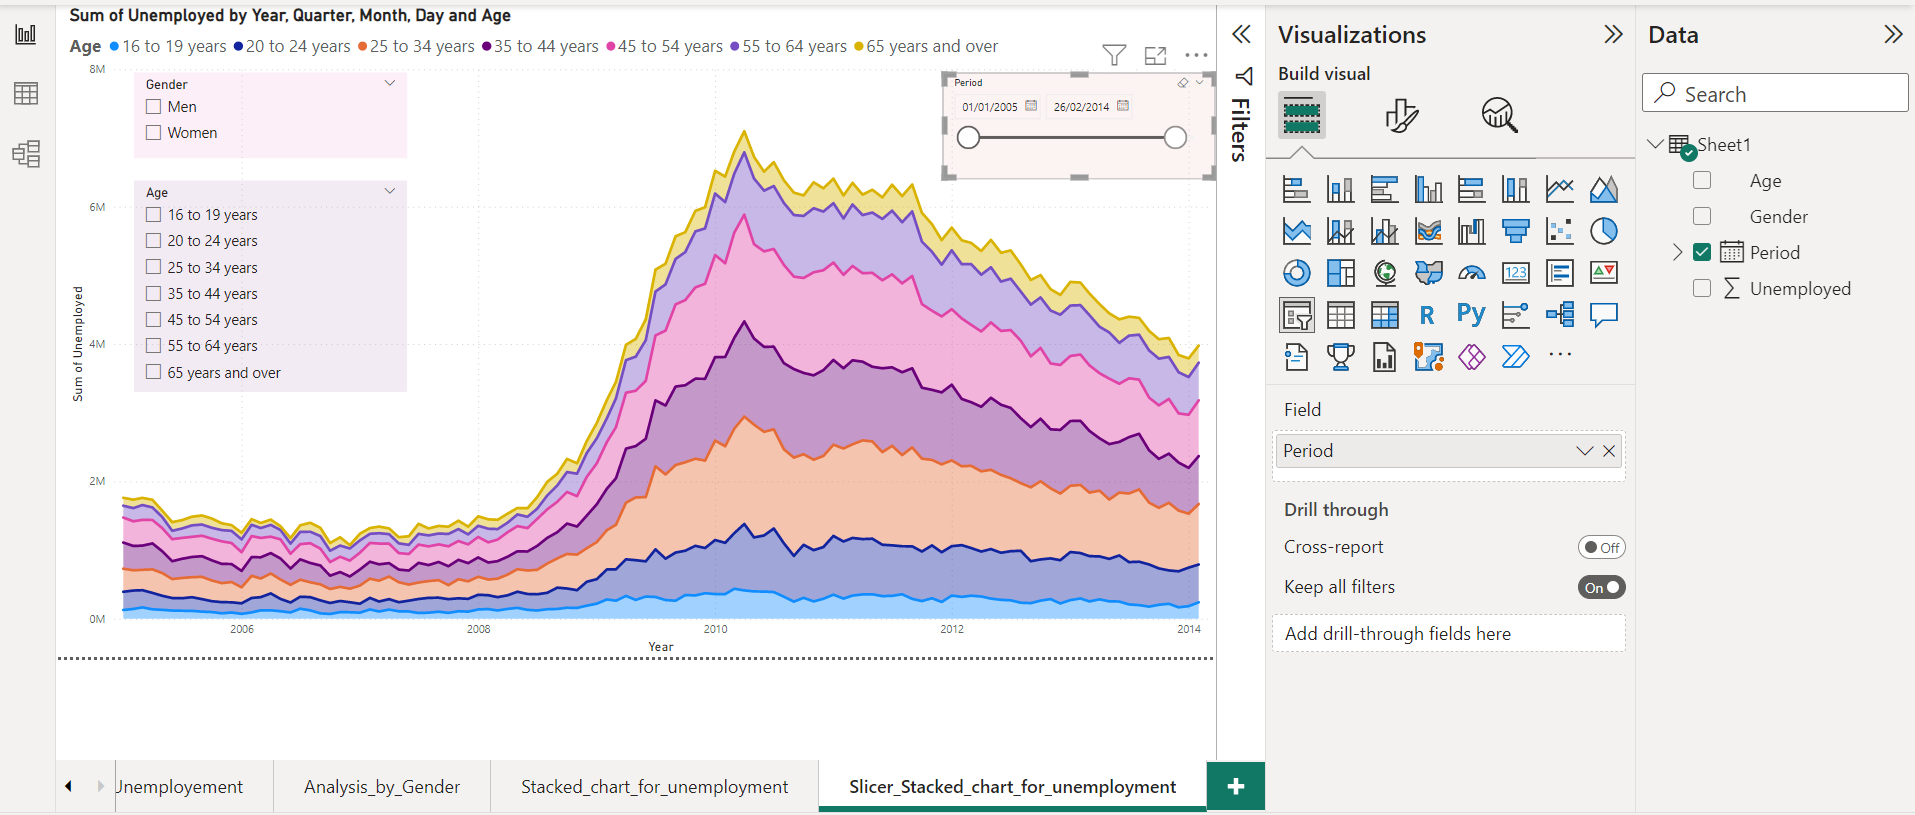 Sum of Unemployed by Year, Quarter, Month, Day and Age
Age 16 to 19 years 20 to 24 years 25 to 34 years 35 to 44 years 45 to 54 years 55 to 64 years 65 years and over
8M
6M
4M
2M
0M
Sum of Unemployed
2006 2008 2010 2012 2014
Year
Gender
Men
Women
Age
16 to 19 years
20 to 24 years
25 to 34 years
35 to 44 years
45 to 54 years
55 to 64 years
65 years and over
Period
01/01/2005 26/02/2014
Filters
Visualizations
Build visual
123
R Py
Field
Period
Drill through
Cross-report Off
Keep all filters On
Add drill-through fields here
Data
Search
Sheet1
Age
Gender
Period
Unemployed
Unemployement Analysis_by_Gender Stacked_chart_for_unemployment Slicer_Stacked_chart_for_unemployment +